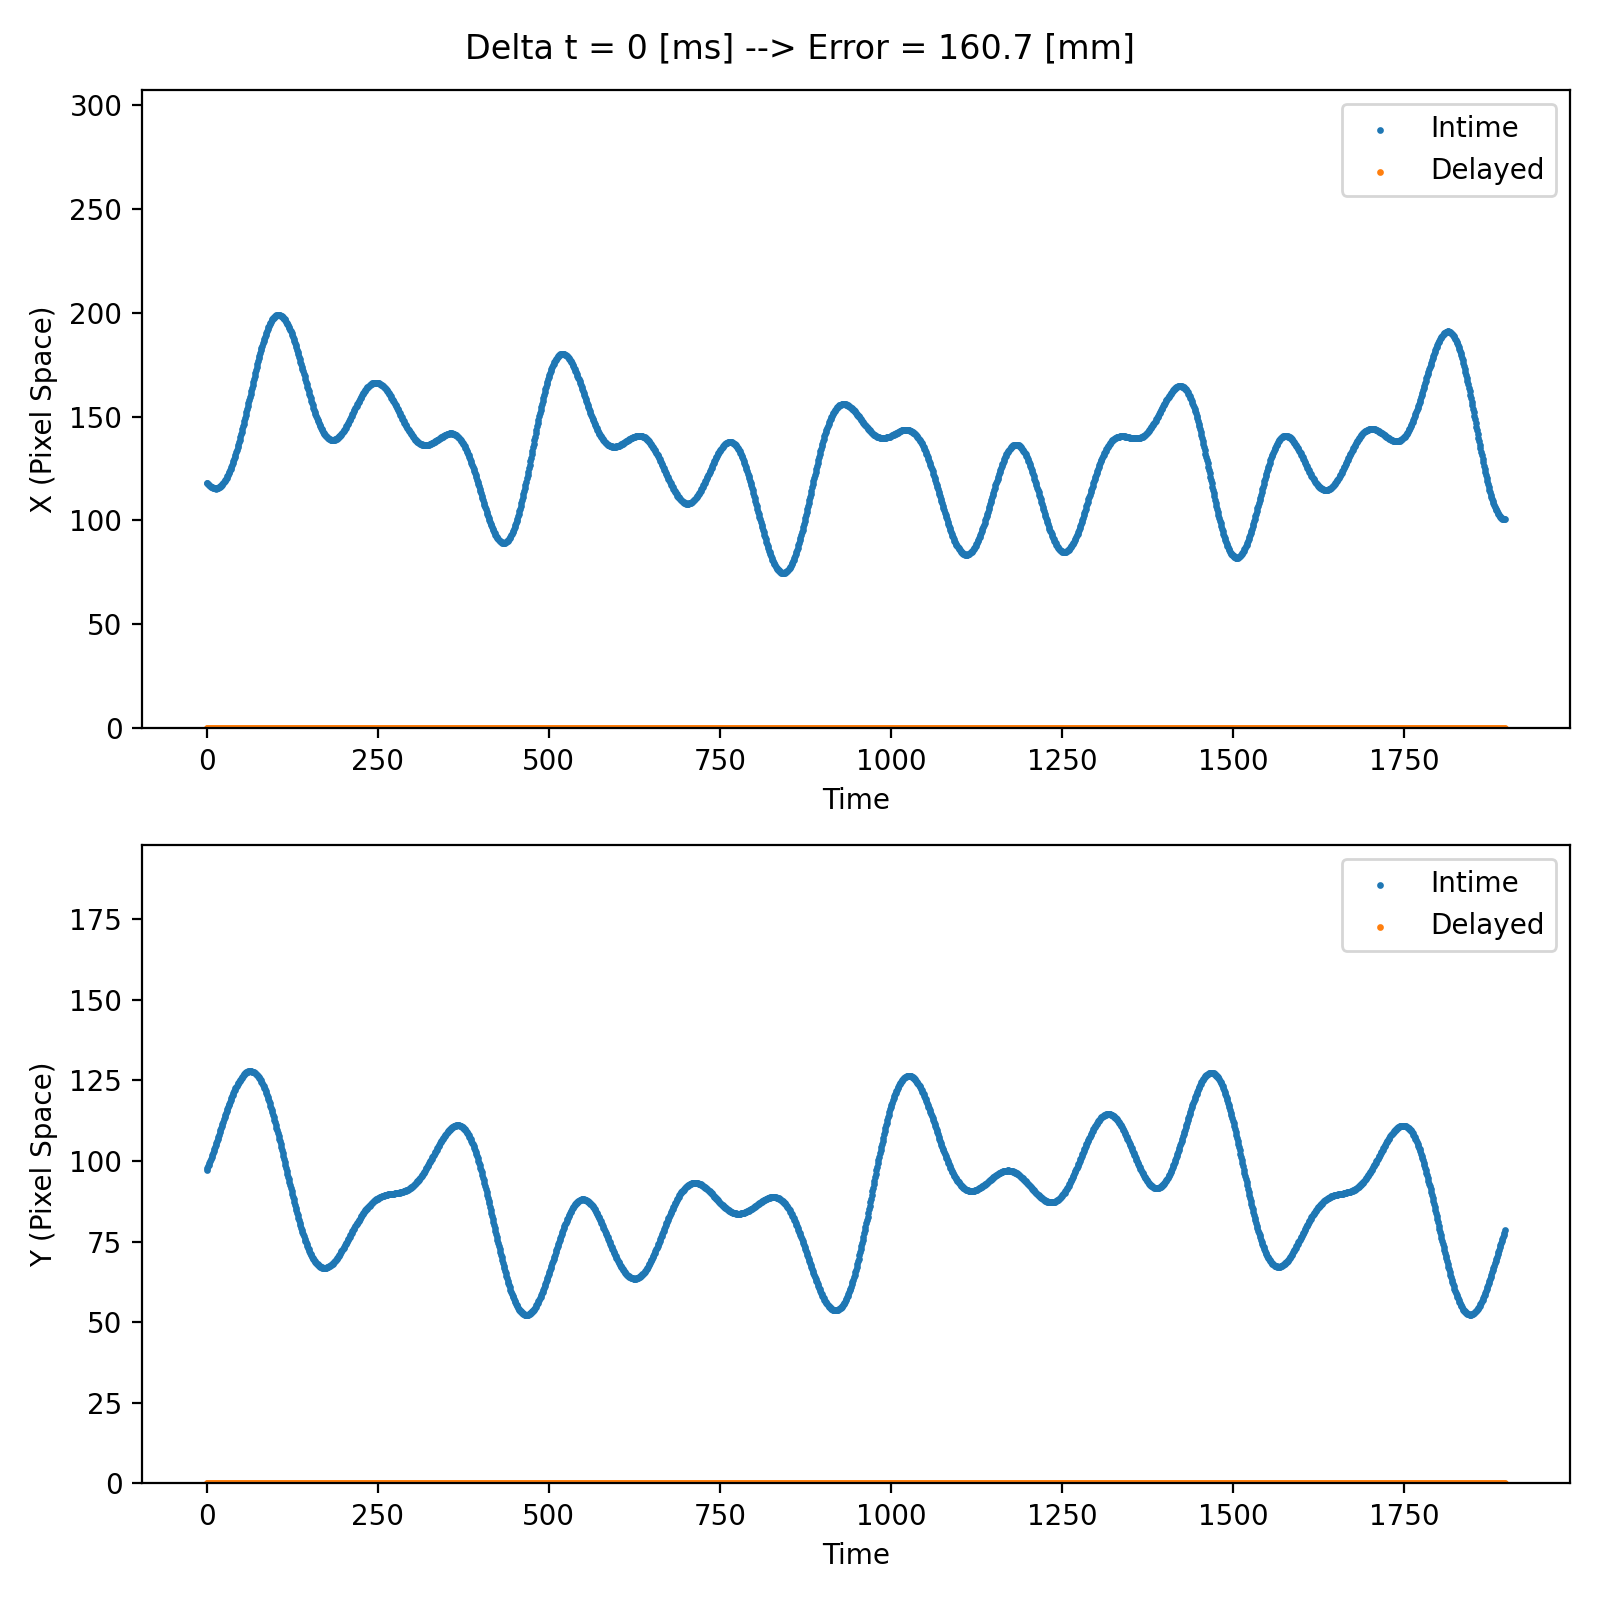 Delta t = 0 [ms] --> Error = 160.7 [mm]
300
250
200
150
100
50
0
X (Pixel Space)
Intime
Delayed
0 250 500 750 1000 1250 1500 1750
Time
175
150
125
100
75
50
25
0
Y (Pixel Space)
Intime
Delayed
0 250 500 750 1000 1250 1500 1750
Time